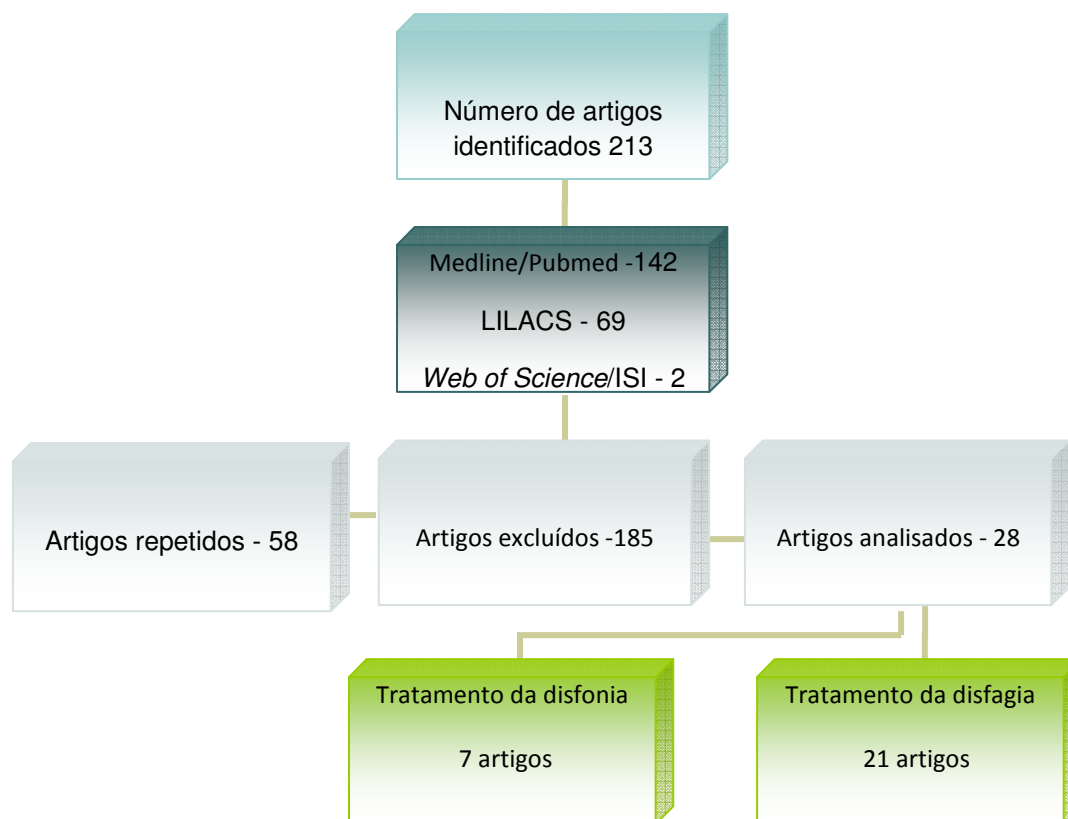 Número de artigos
identificados 213
Medline/Pubmed -142
LILACS - 69
Web of Science/ISI - 2
Artigos repetidos - 58
Artigos excluídos -185
Artigos analisados - 28
Tratamento da disfonia
7 artigos
Tratamento da disfagia
21 artigos